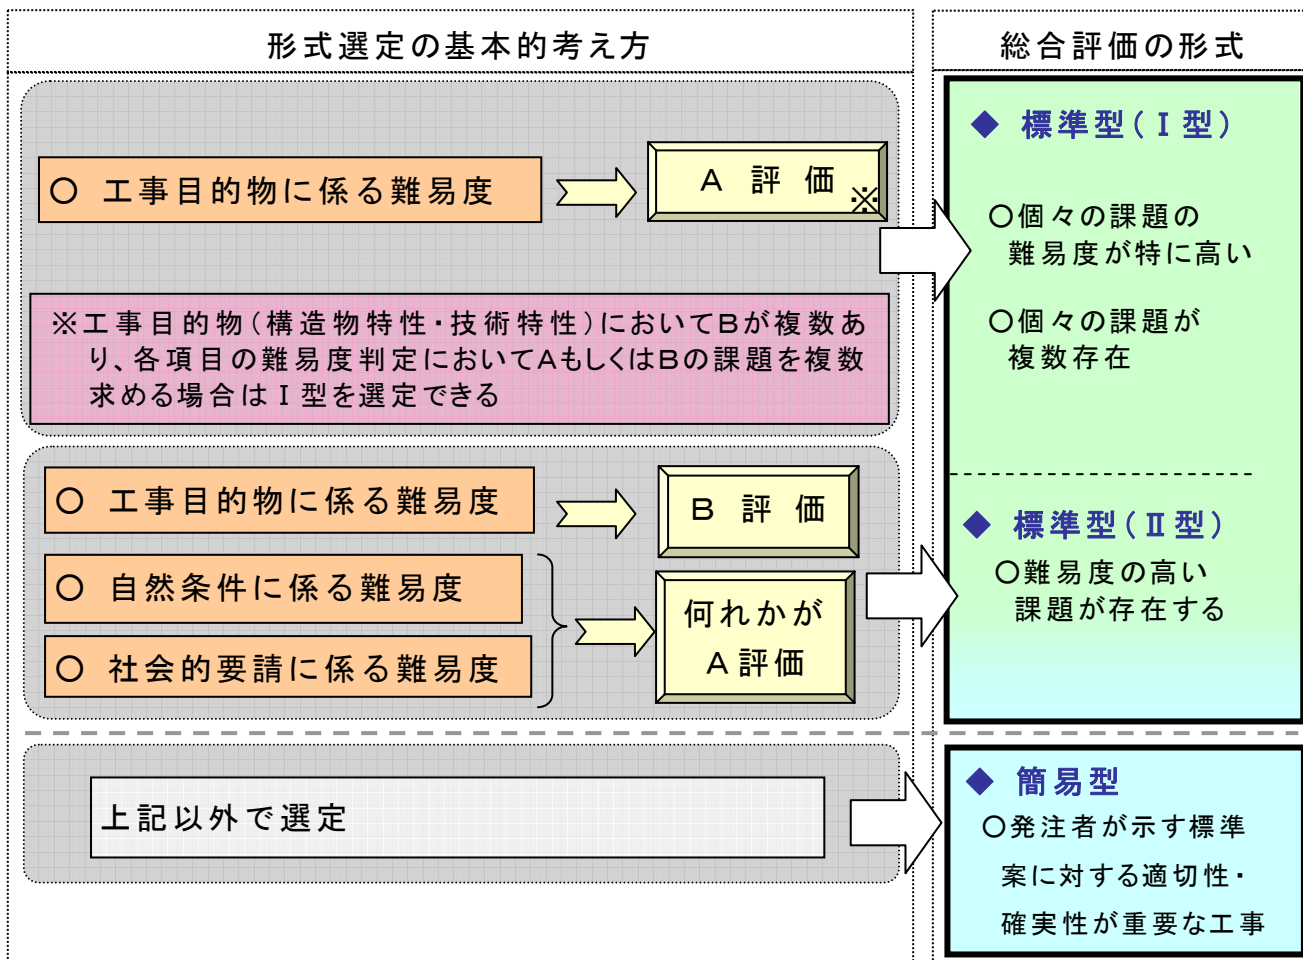 形式選定の基本的考え方
○ 工事目的物に係る難易度
A 評 価
※
※工事目的物(構造物特性・技術特性)においてBが複数あ
り、各項目の難易度判定においてAもしくはBの課題を複数
求める場合はⅠ型を選定できる
○ 工事目的物に係る難易度
B 評 価
○ 自然条件に係る難易度
○ 社会的要請に係る難易度
何れかが
A評価
上記以外で選定
総合評価の形式
◆ 標準型(Ⅰ型)
○個々の課題の
難易度が特に高い
○個々の課題が
複数存在
◆ 標準型(Ⅱ型)
○難易度の高い
課題が存在する
◆ 簡易型
○発注者が示す標準
案に対する適切性・
確実性が重要な工事